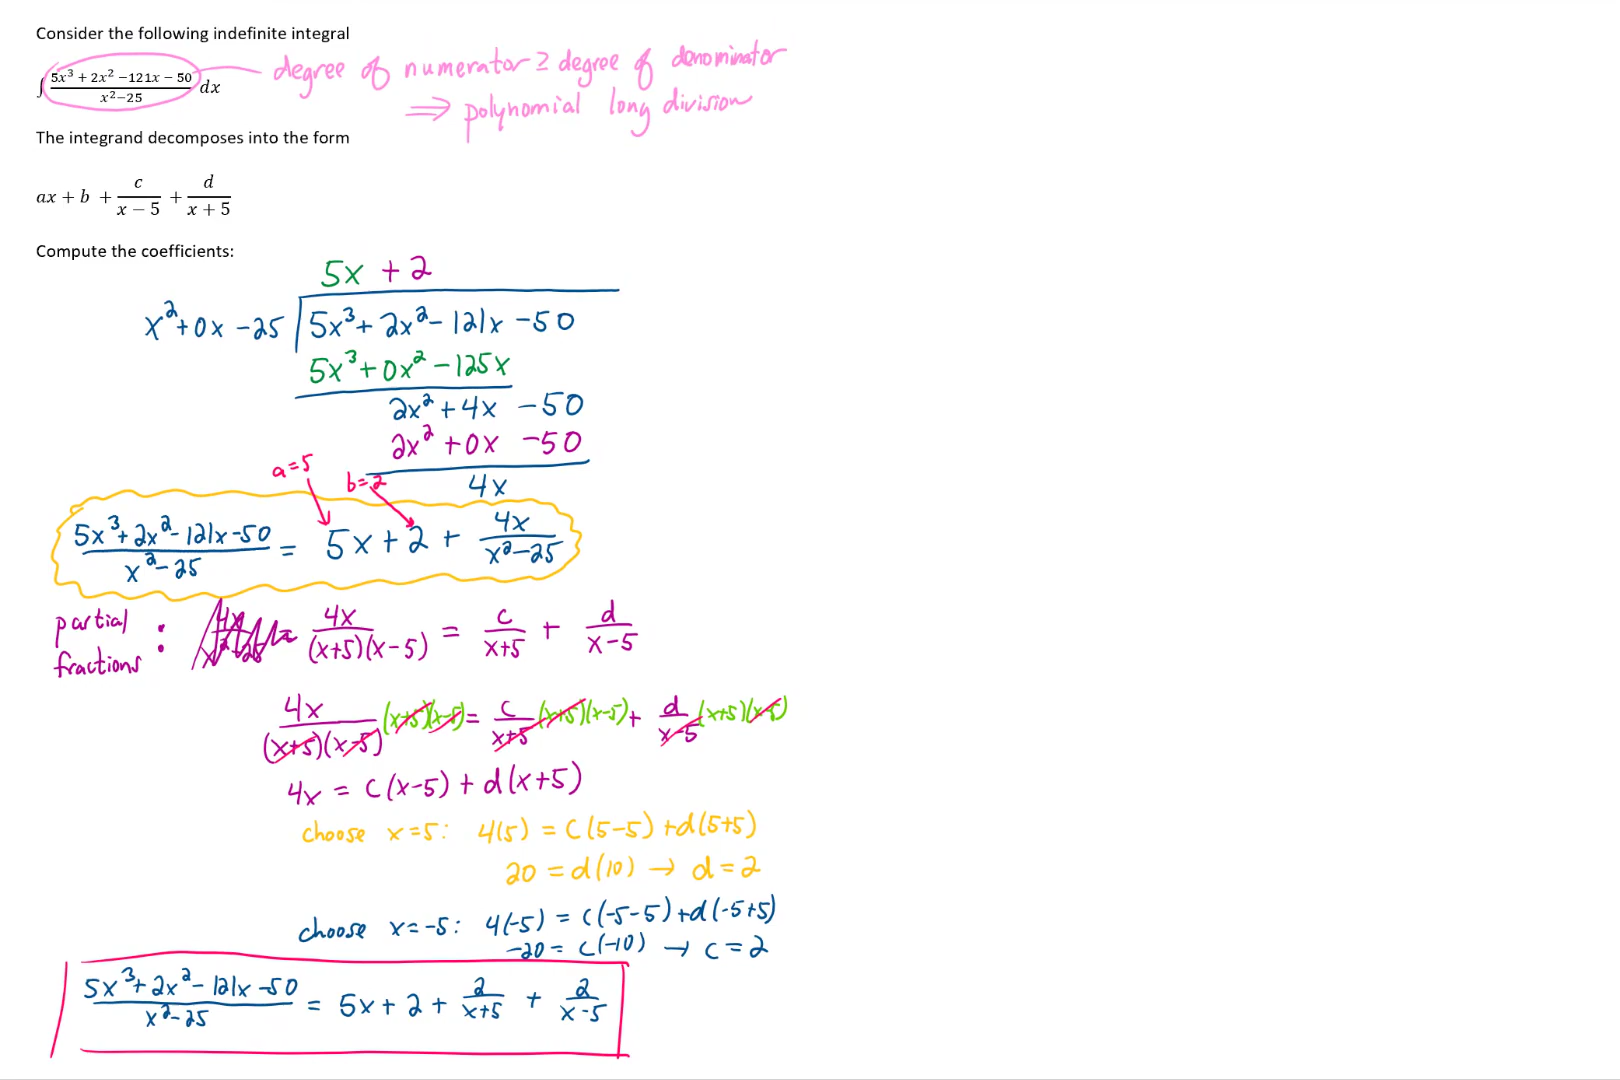 Consider the following indefinite integral
∫ (5x³ + 2x² −121x − 50)/(x²−25) dx
degree of numerator ≥ degree of denominator
⇒ polynomial long division
The integrand decomposes into the form
ax + b + c/(x − 5) + d/(x + 5)
Compute the coefficients:
5x + 2
x² + 0x − 25 | 5x³ + 2x² − 121x − 50
5x³ + 0x² − 125x
2x² + 4x − 50
2x² + 0x − 50
a=5
b=2
4x
(5x³ + 2x² − 121x − 50)/(x² − 25) = 5x + 2 + 4x/(x² − 25)
partial fractions : 4x/((x+5)(x−5)) = c/(x+5) + d/(x−5)
4x/((x+5)(x−5)) (x+5)(x−5) = c/(x+5) (x+5)(x−5) + d/(x−5) (x+5)(x−5)
4x = c(x−5) + d(x+5)
choose x=5: 4(5) = c(5−5) + d(5+5)
20 = d(10) → d = 2
choose x=−5: 4(−5) = c(−5−5) + d(−5+5)
−20 = c(−10) → c = 2
(5x³ + 2x² − 121x − 50)/(x² − 25) = 5x + 2 + 2/(x+5) + 2/(x−5)